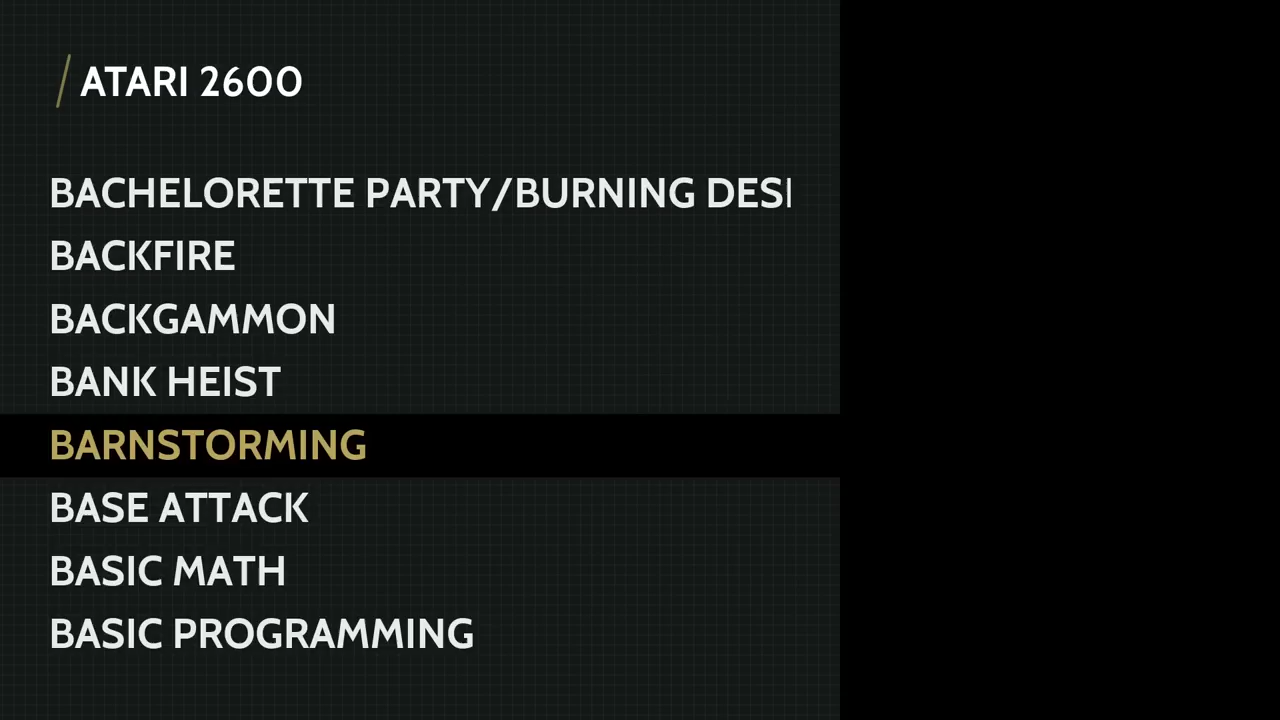 / ATARI 2600
BACHELORETTE PARTY/BURNING DESI
BACKFIRE
BACKGAMMON
BANK HEIST
BARNSTORMING
BASE ATTACK
BASIC MATH
BASIC PROGRAMMING